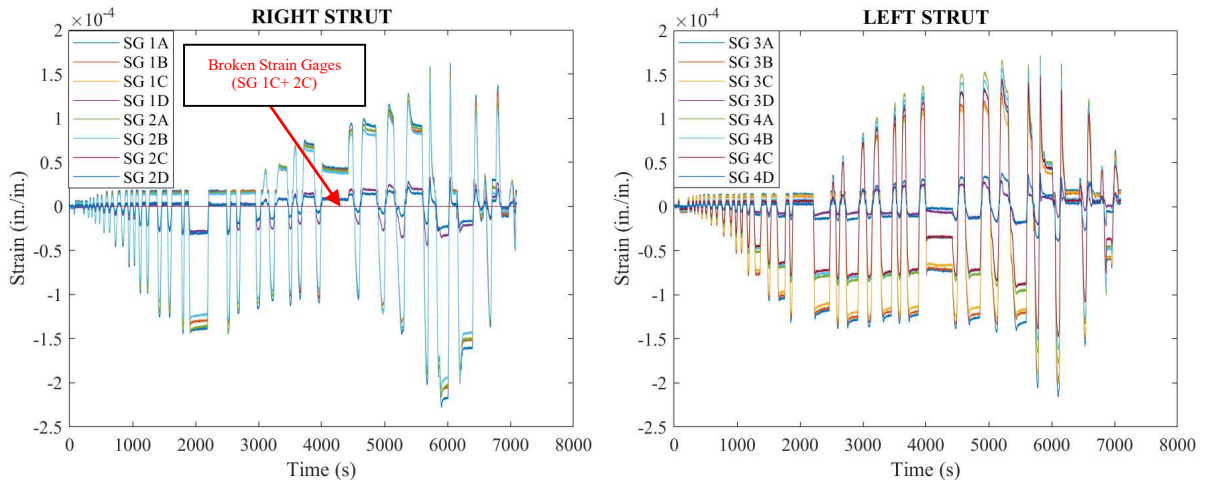 RIGHT STRUT
×10⁻⁴
2
1.5
1
0.5
0
-0.5
-1
-1.5
-2
-2.5
Strain (in./in.)
SG 1A
SG 1B
SG 1C
SG 1D
SG 2A
SG 2B
SG 2C
SG 2D
Broken Strain Gages
(SG 1C+ 2C)
0 1000 2000 3000 4000 5000 6000 7000 8000
Time (s)
LEFT STRUT
×10⁻⁴
2
1.5
1
0.5
0
-0.5
-1
-1.5
-2
-2.5
Strain (in./in.)
SG 3A
SG 3B
SG 3C
SG 3D
SG 4A
SG 4B
SG 4C
SG 4D
0 1000 2000 3000 4000 5000 6000 7000 8000
Time (s)